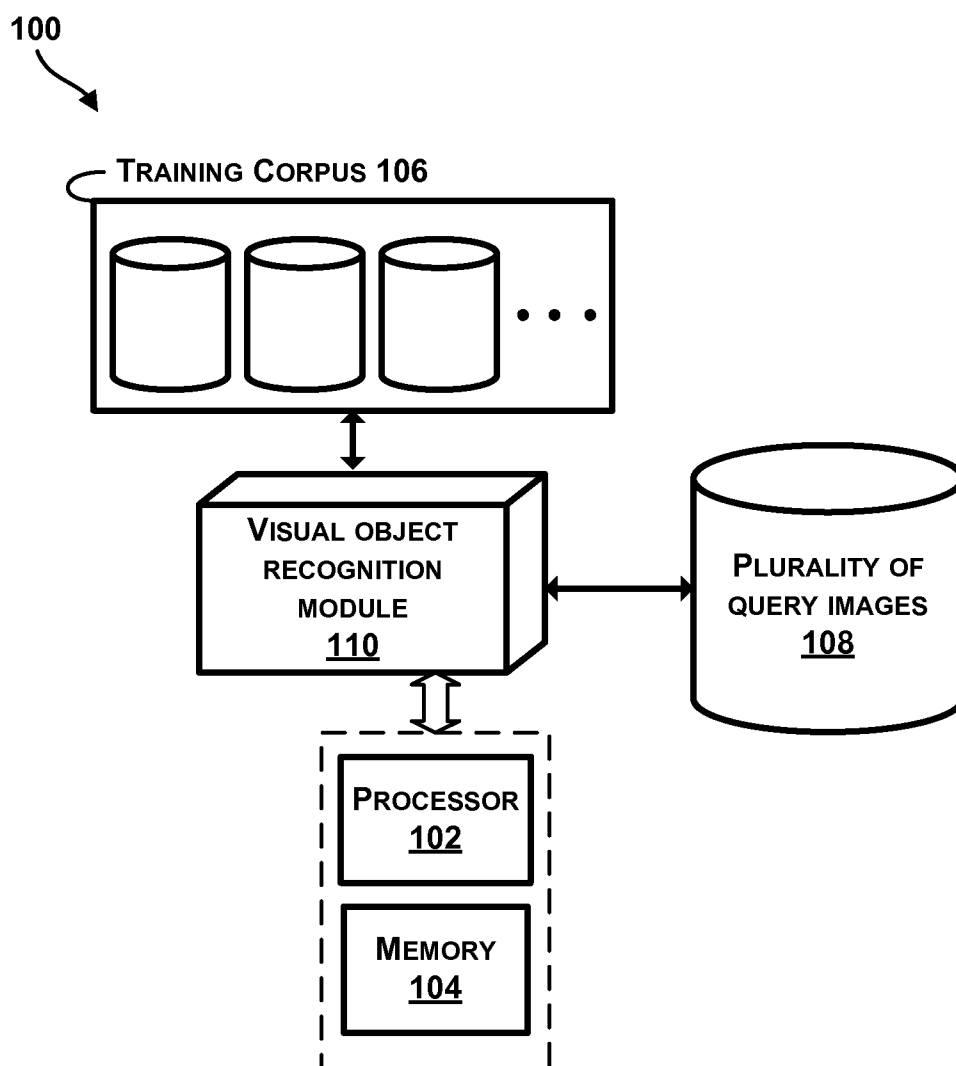 100
TRAINING CORPUS 106
VISUAL OBJECT
RECOGNITION
MODULE
110
PLURALITY OF
QUERY IMAGES
108
PROCESSOR
102
MEMORY
104